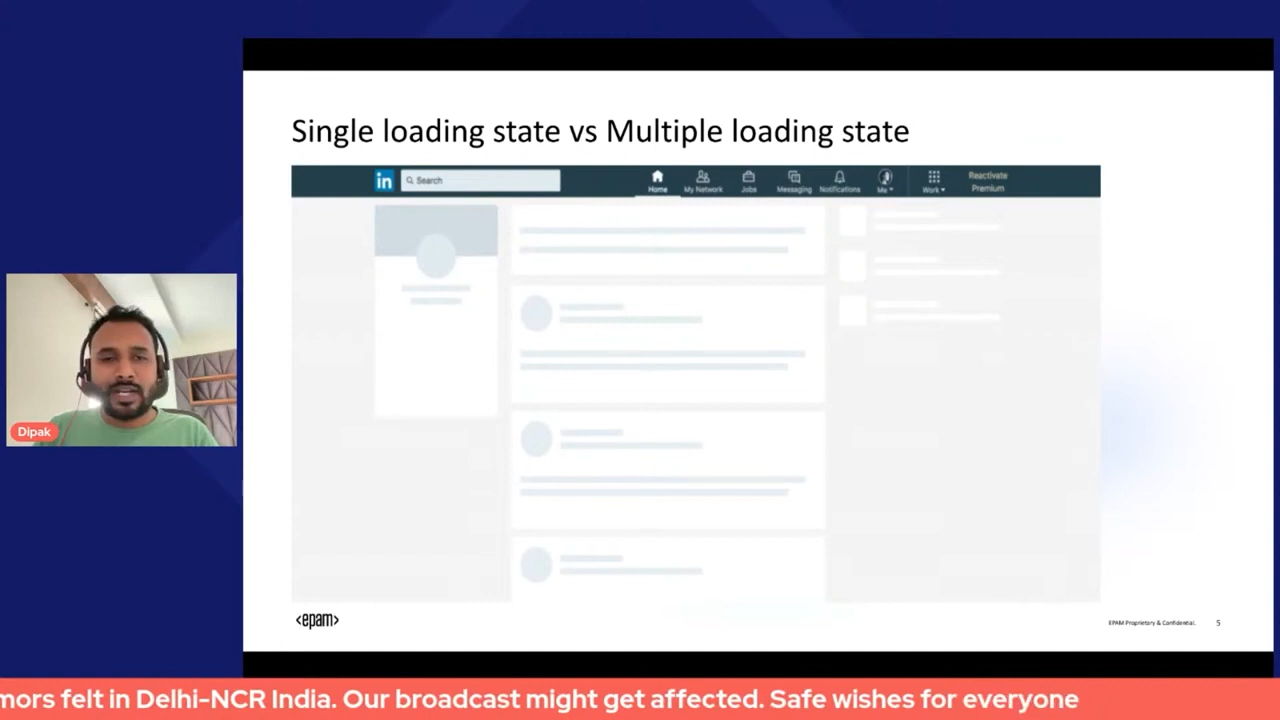 Single loading state vs Multiple loading state
in
Search
Home
My Network
Jobs
Messaging
Notifications
Me
Work
Reactivate
Premium
Dipak
<epam>
EPAM Proprietary & Confidential.
5
mors felt in Delhi-NCR India. Our broadcast might get affected. Safe wishes for everyone